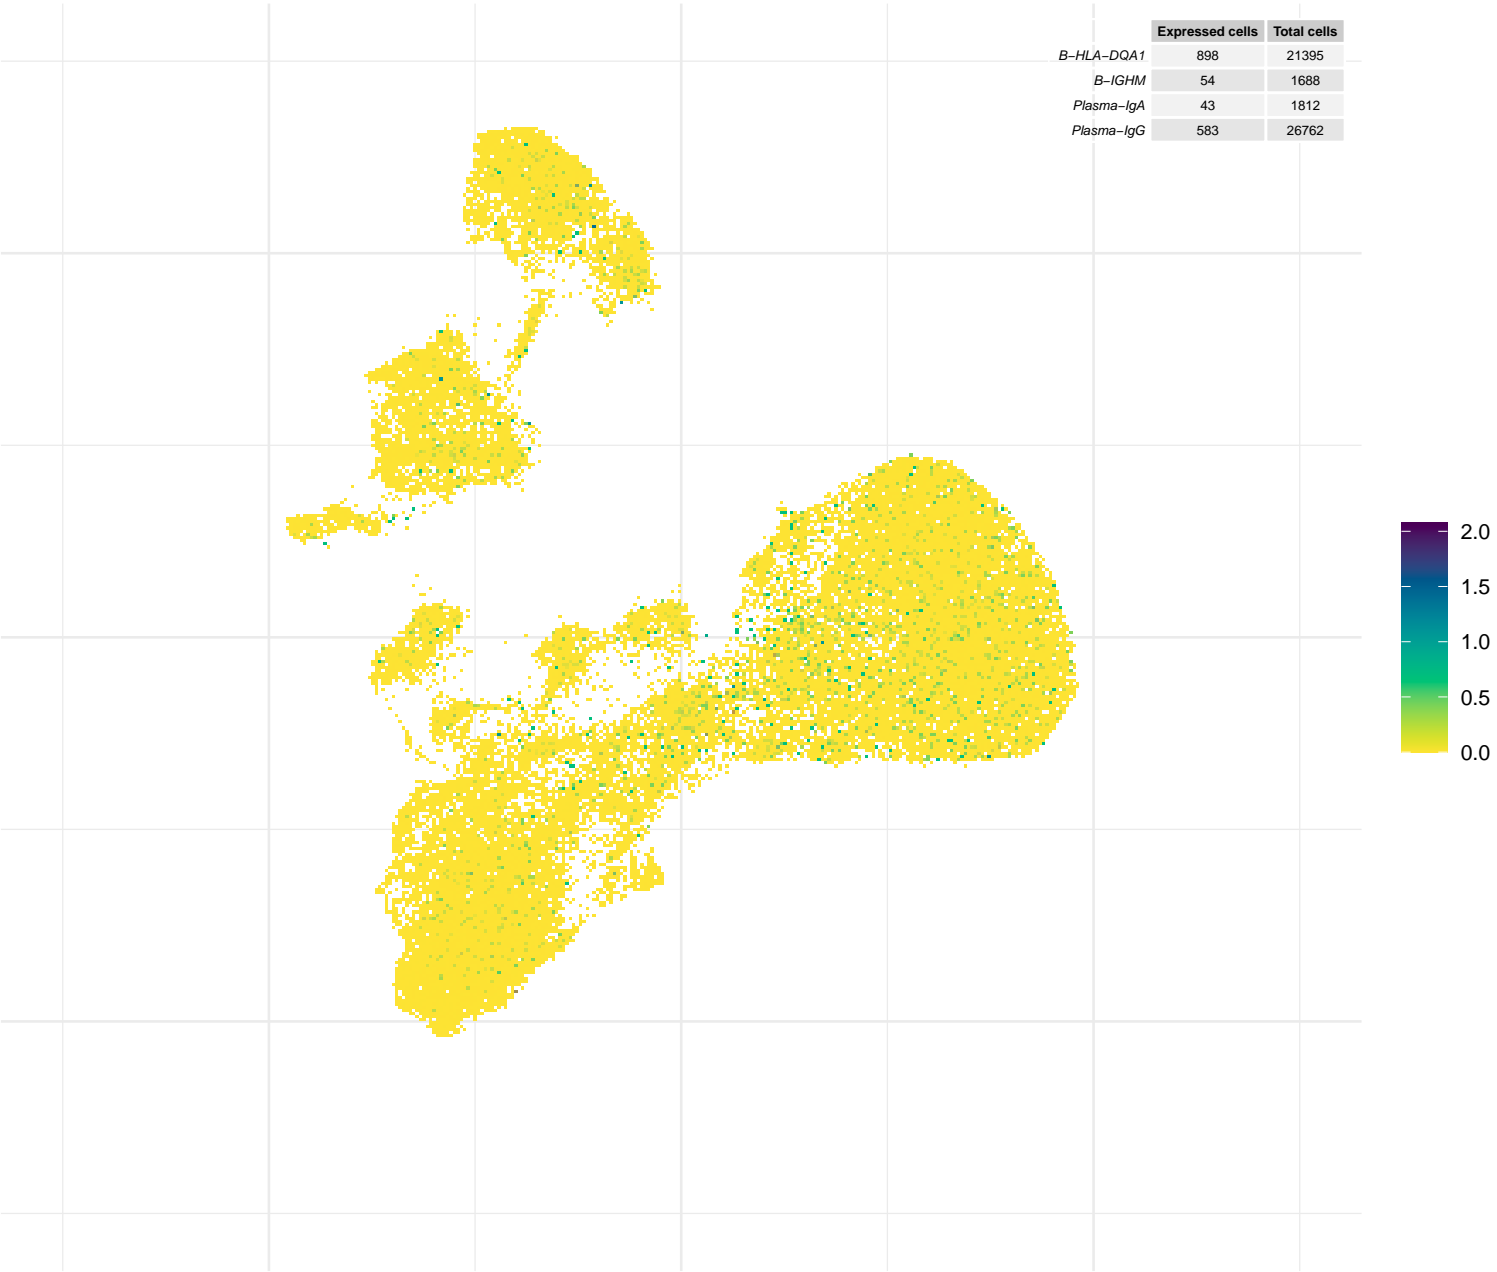 Expressed cells Total cells
B−HLA−DQA1 898 21395
B−IGHM 54 1688
Plasma−IgA 43 1812
Plasma−IgG 583 26762
2.0
1.5
1.0
0.5
0.0